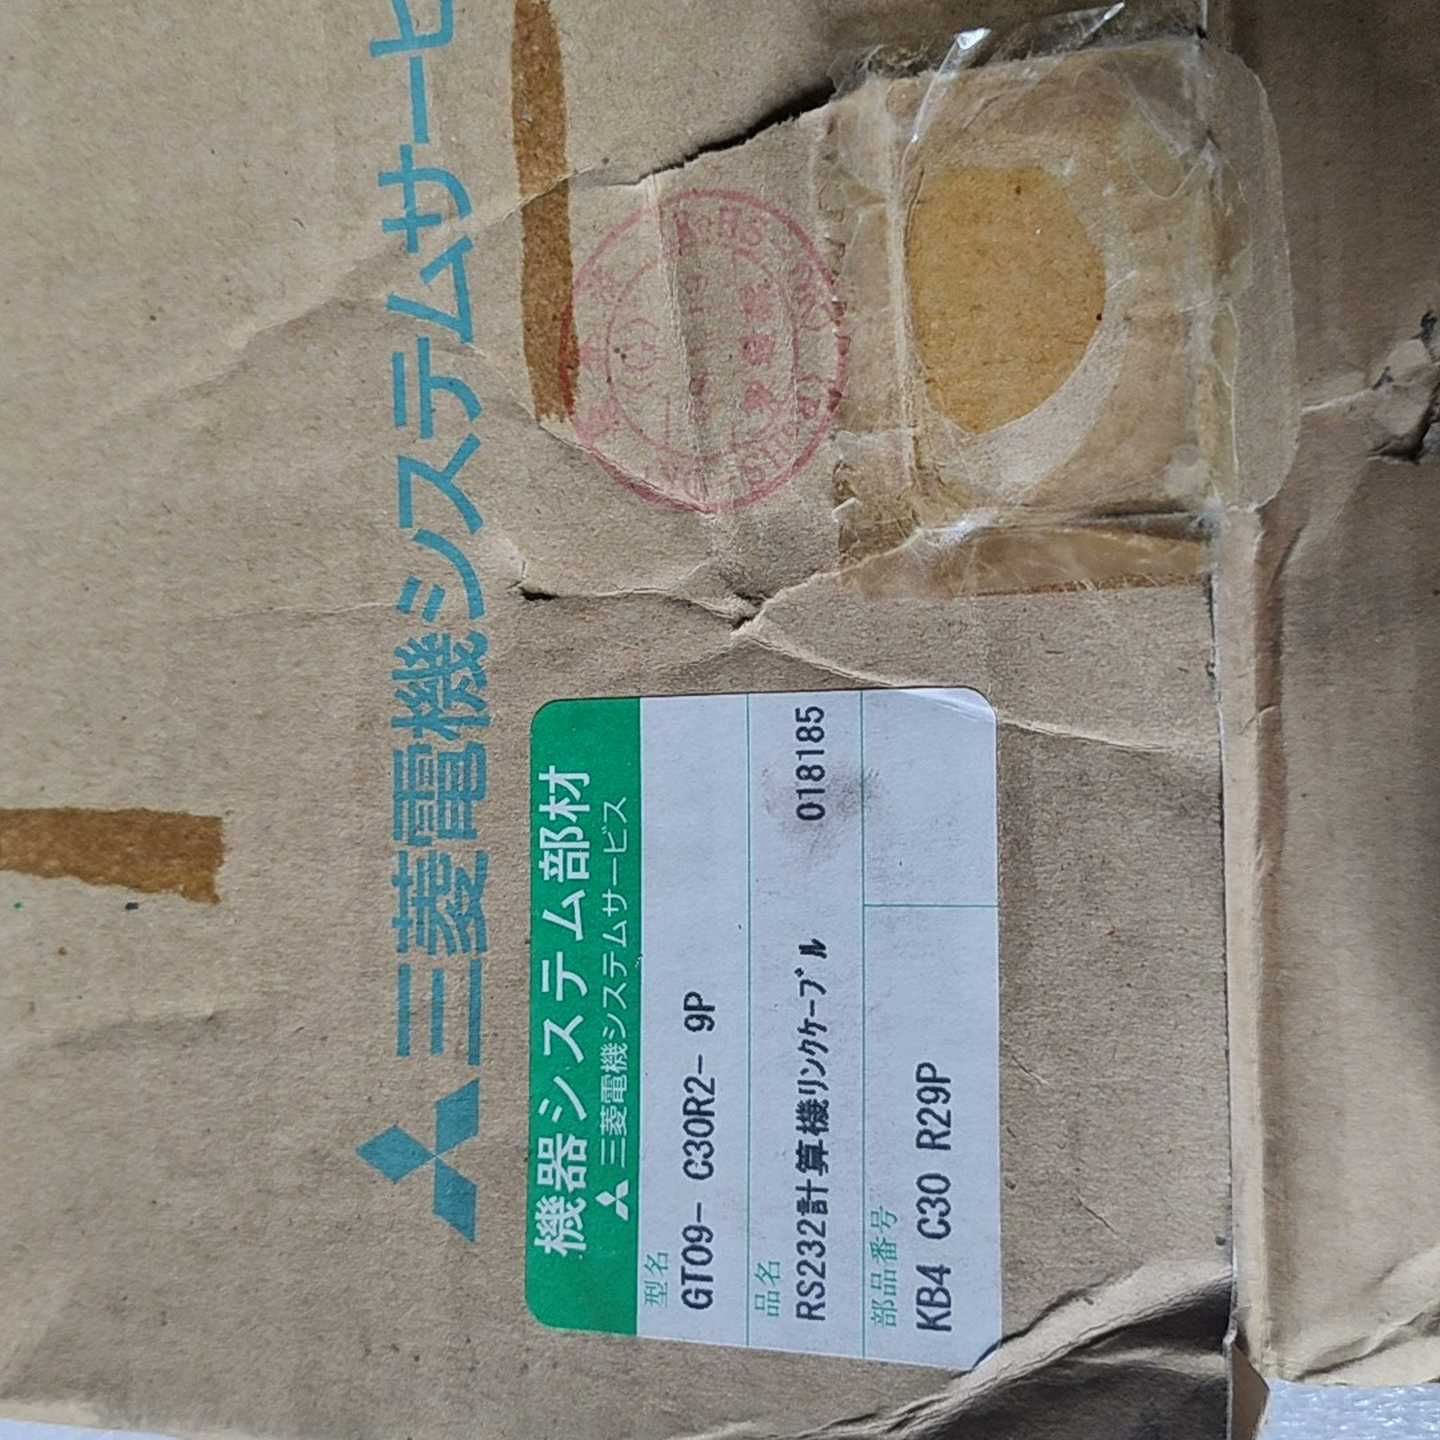 三菱電機システムサービ
機器システム部材
三菱電機システムサービス
型名
GT09- C30R2- 9P
品名
RS232計算機リンクケーブル 018185
部品番号
KB4 C30 R29P